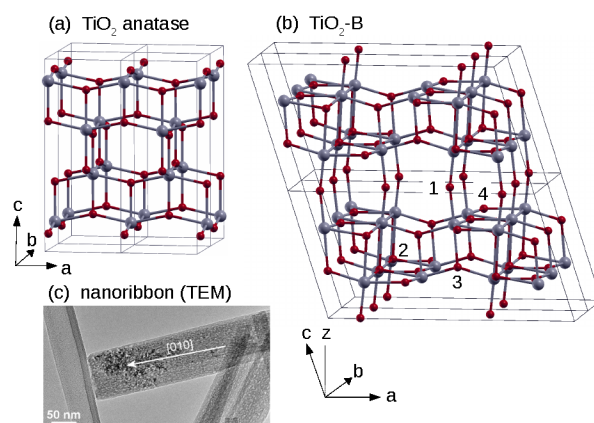 (a) TiO2 anatase
(b) TiO2-B
1
4
2
3
c
b
a
(c) nanoribbon (TEM)
[010]
50 nm
c
z
b
a